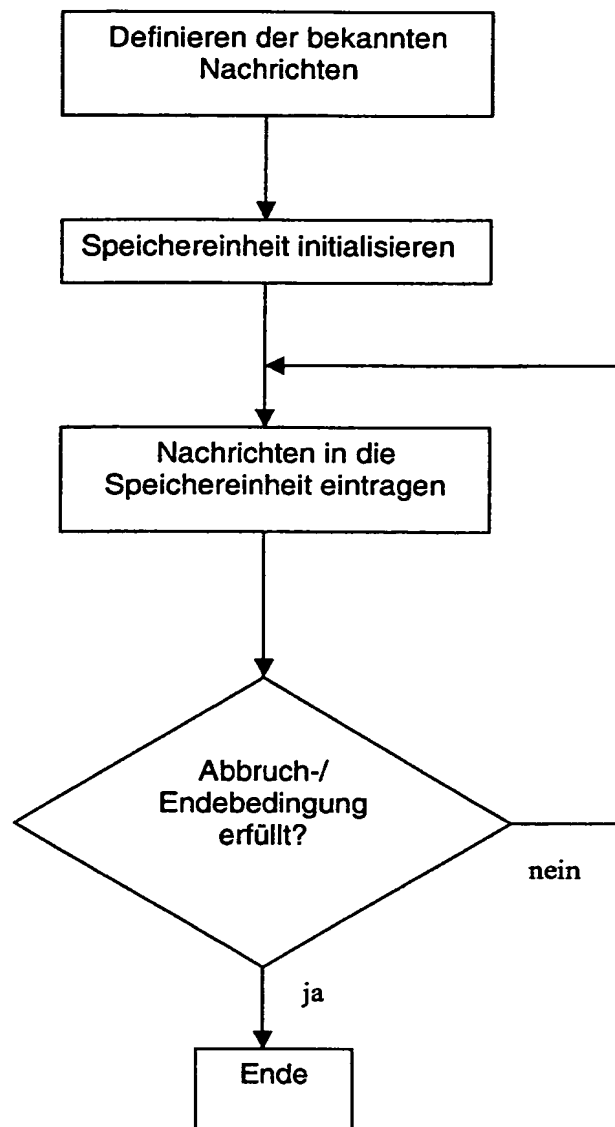 Definieren der bekannten
Nachrichten
Speichereinheit initialisieren
Nachrichten in die
Speichereinheit eintragen
Abbruch-/
Endebedingung
erfüllt?
nein
ja
Ende